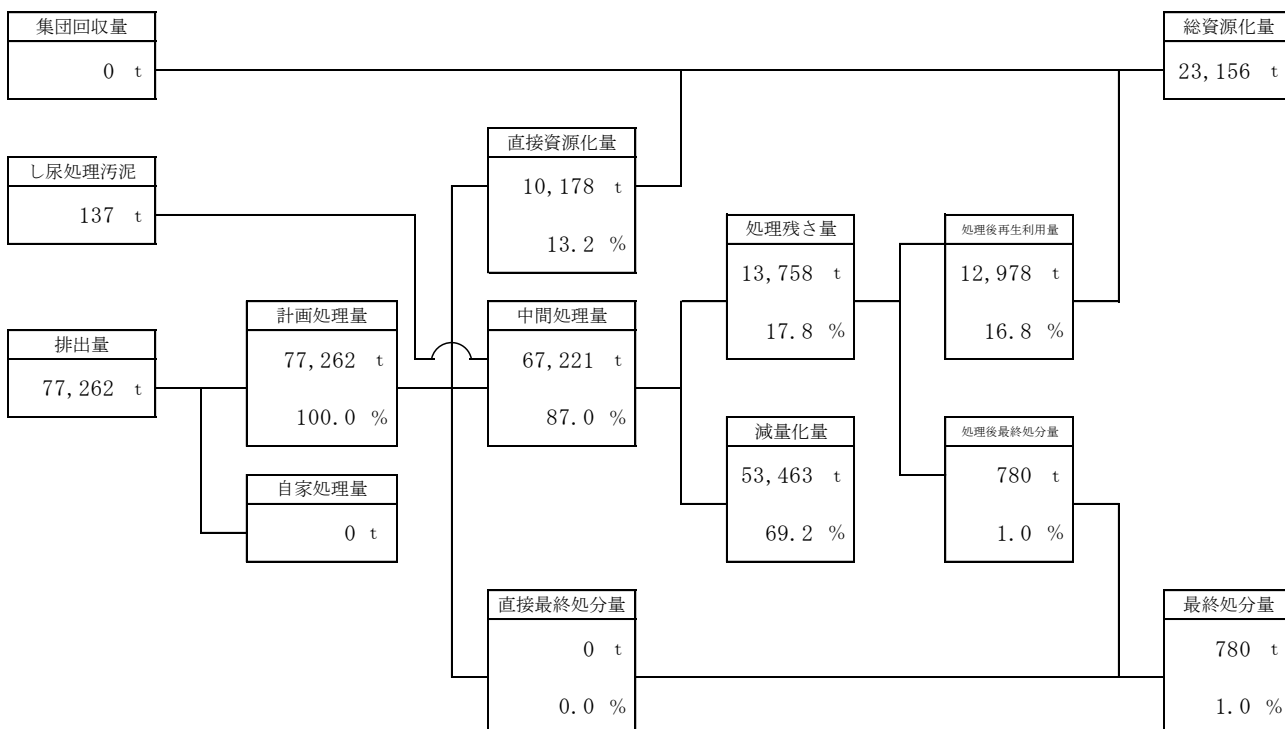 集団回収量
0 t
総資源化量
23,156 t
し尿処理汚泥
137 t
直接資源化量
10,178 t
13.2 %
処理残さ量
13,758 t
17.8 %
処理後再生利用量
12,978 t
16.8 %
排出量
77,262 t
計画処理量
77,262 t
100.0 %
中間処理量
67,221 t
87.0 %
自家処理量
0 t
減量化量
53,463 t
69.2 %
処理後最終処分量
780 t
1.0 %
直接最終処分量
0 t
0.0 %
最終処分量
780 t
1.0 %